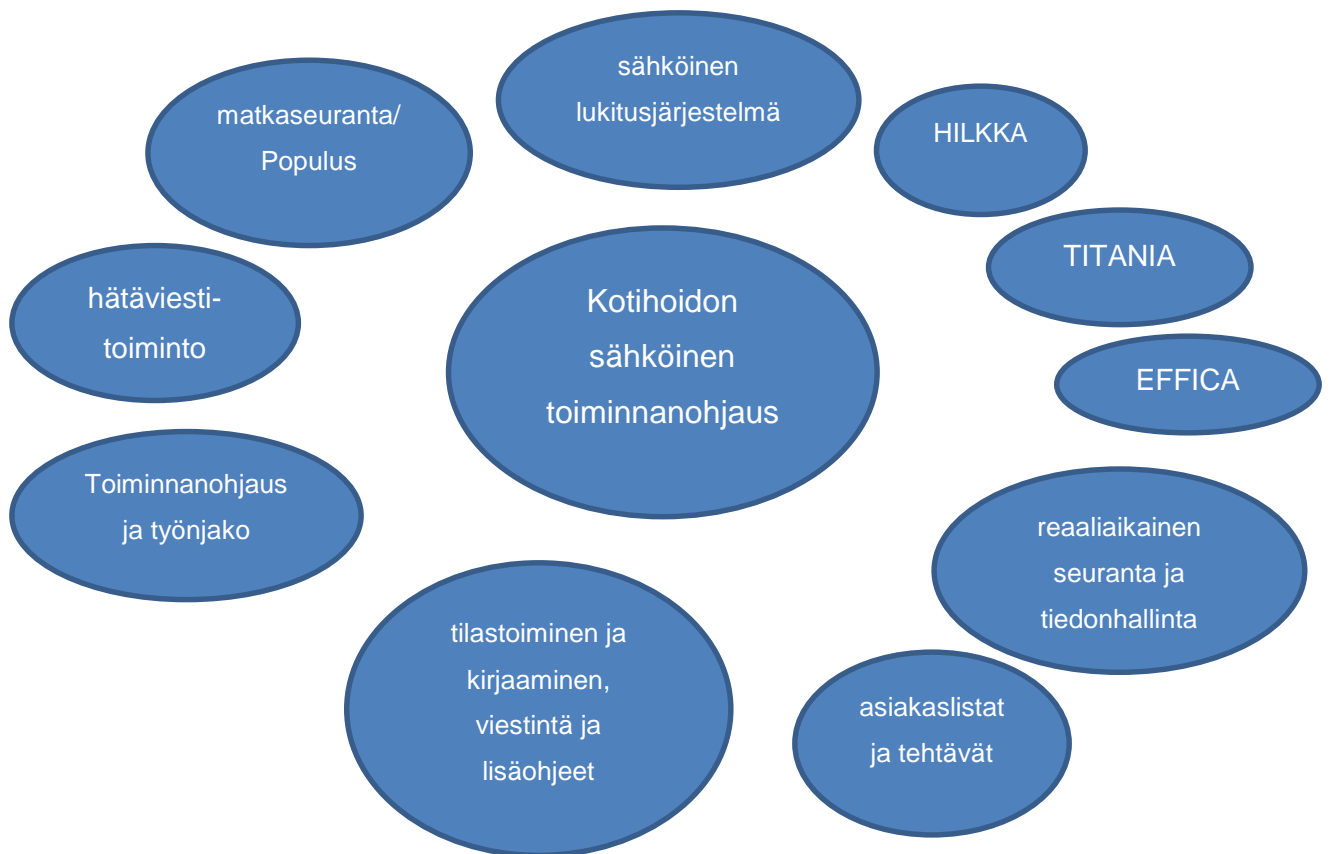 sähköinen
lukitusjärjestelmä
matkaseuranta/
Populus
HILKKA
TITANIA
hätäviesti-
toiminto
Kotihoidon
sähköinen
toiminnanohjaus
EFFICA
Toiminnanohjaus
ja työnjako
reaaliaikainen
seuranta ja
tiedonhallinta
tilastoiminen ja
kirjaaminen,
viestintä ja
lisäohjeet
asiakaslistat
ja tehtävät